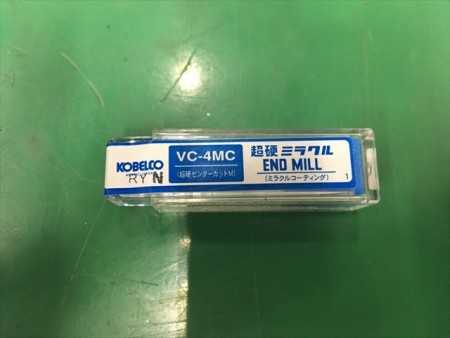 KOBELCO
RYN
VC-4MC
(超硬センターカットM)
超硬ミラクル
END MILL
(ミラクルコーティング)
1